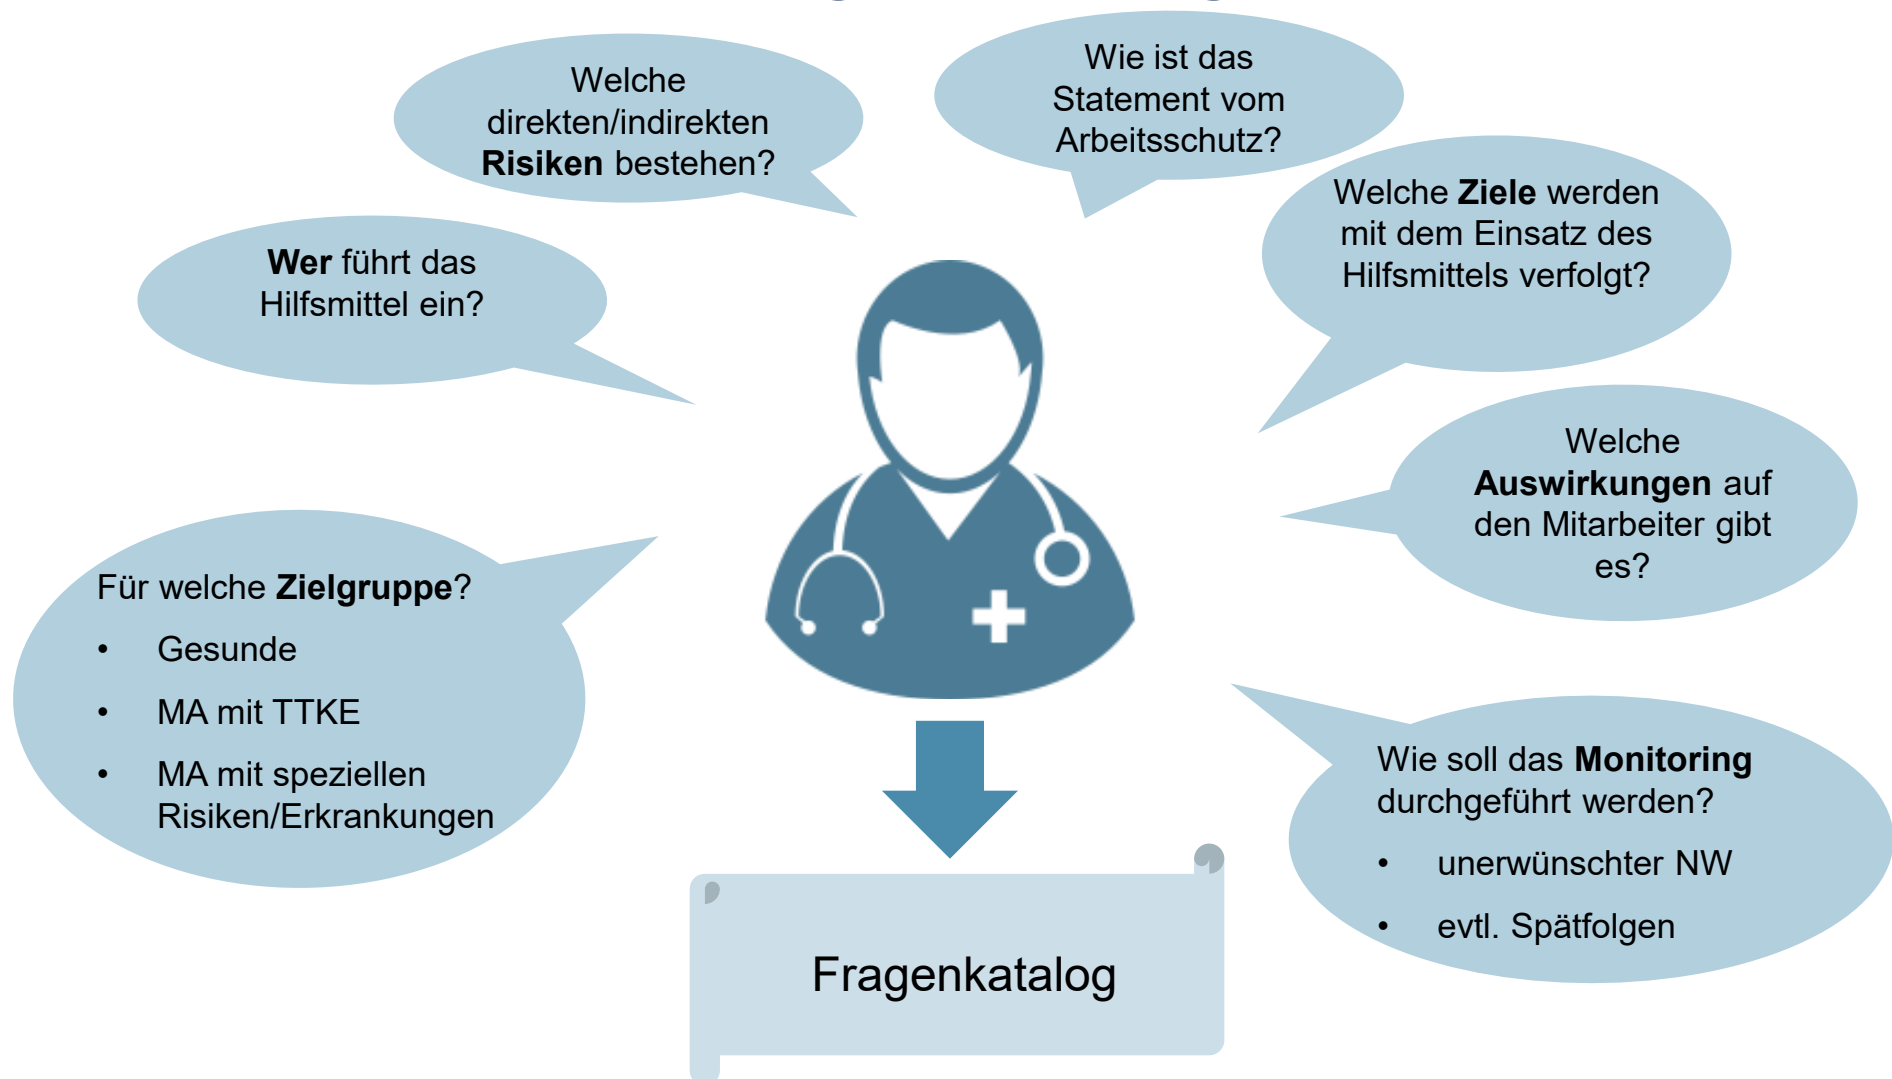 Welche
direkten/indirekten
Risiken bestehen?
Wie ist das
Statement vom
Arbeitsschutz?
Welche Ziele werden
mit dem Einsatz des
Hilfsmittels verfolgt?
Wer führt das
Hilfsmittel ein?
Welche
Auswirkungen auf
den Mitarbeiter gibt
es?
Für welche Zielgruppe?
• Gesunde
• MA mit TTKE
• MA mit speziellen
Risiken/Erkrankungen
Wie soll das Monitoring
durchgeführt werden?
• unerwünschter NW
• evtl. Spätfolgen
Fragenkatalog